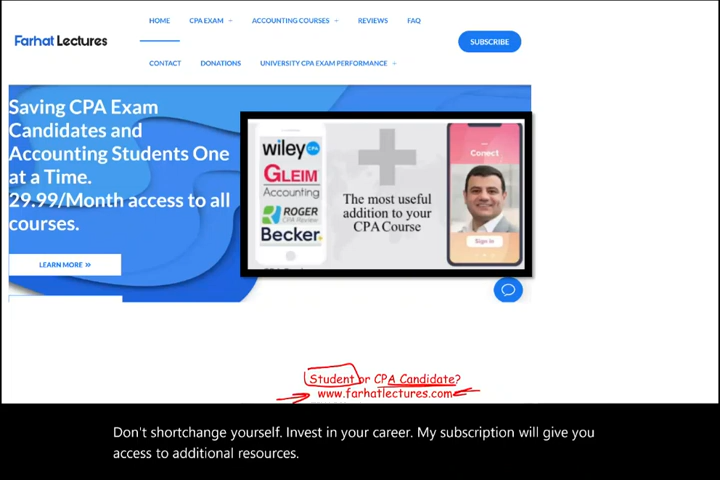 HOME CPA EXAM ACCOUNTING COURSES REVIEWS FAQ
Farhat Lectures
SUBSCRIBE
CONTACT DONATIONS UNIVERSITY CPA EXAM PERFORMANCE
Saving CPA Exam
Candidates and
Accounting Students One
at a Time.
29.99/Month access to all
courses.
LEARN MORE
wiley CPA
GLEIM
Accounting
ROGER
CPA Review
Becker
The most useful
addition to your
CPA Course
Conect
Sign in
Student or CPA Candidate?
www.farhatlectures.com
Don't shortchange yourself. Invest in your career. My subscription will give you
access to additional resources.